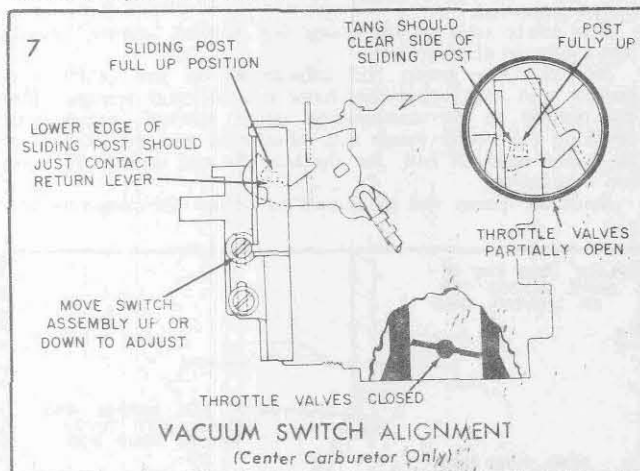 7
SLIDING POST
FULL UP POSITION
TANG SHOULD
CLEAR SIDE OF
SLIDING POST
POST
FULLY UP
LOWER EDGE OF
SLIDING POST SHOULD
JUST CONTACT
RETURN LEVER
THROTTLE VALVES
PARTIALLY OPEN
MOVE SWITCH
ASSEMBLY UP OR
DOWN TO ADJUST
THROTTLE VALVES CLOSED
VACUUM SWITCH ALIGNMENT
(Center Carburetor Only)